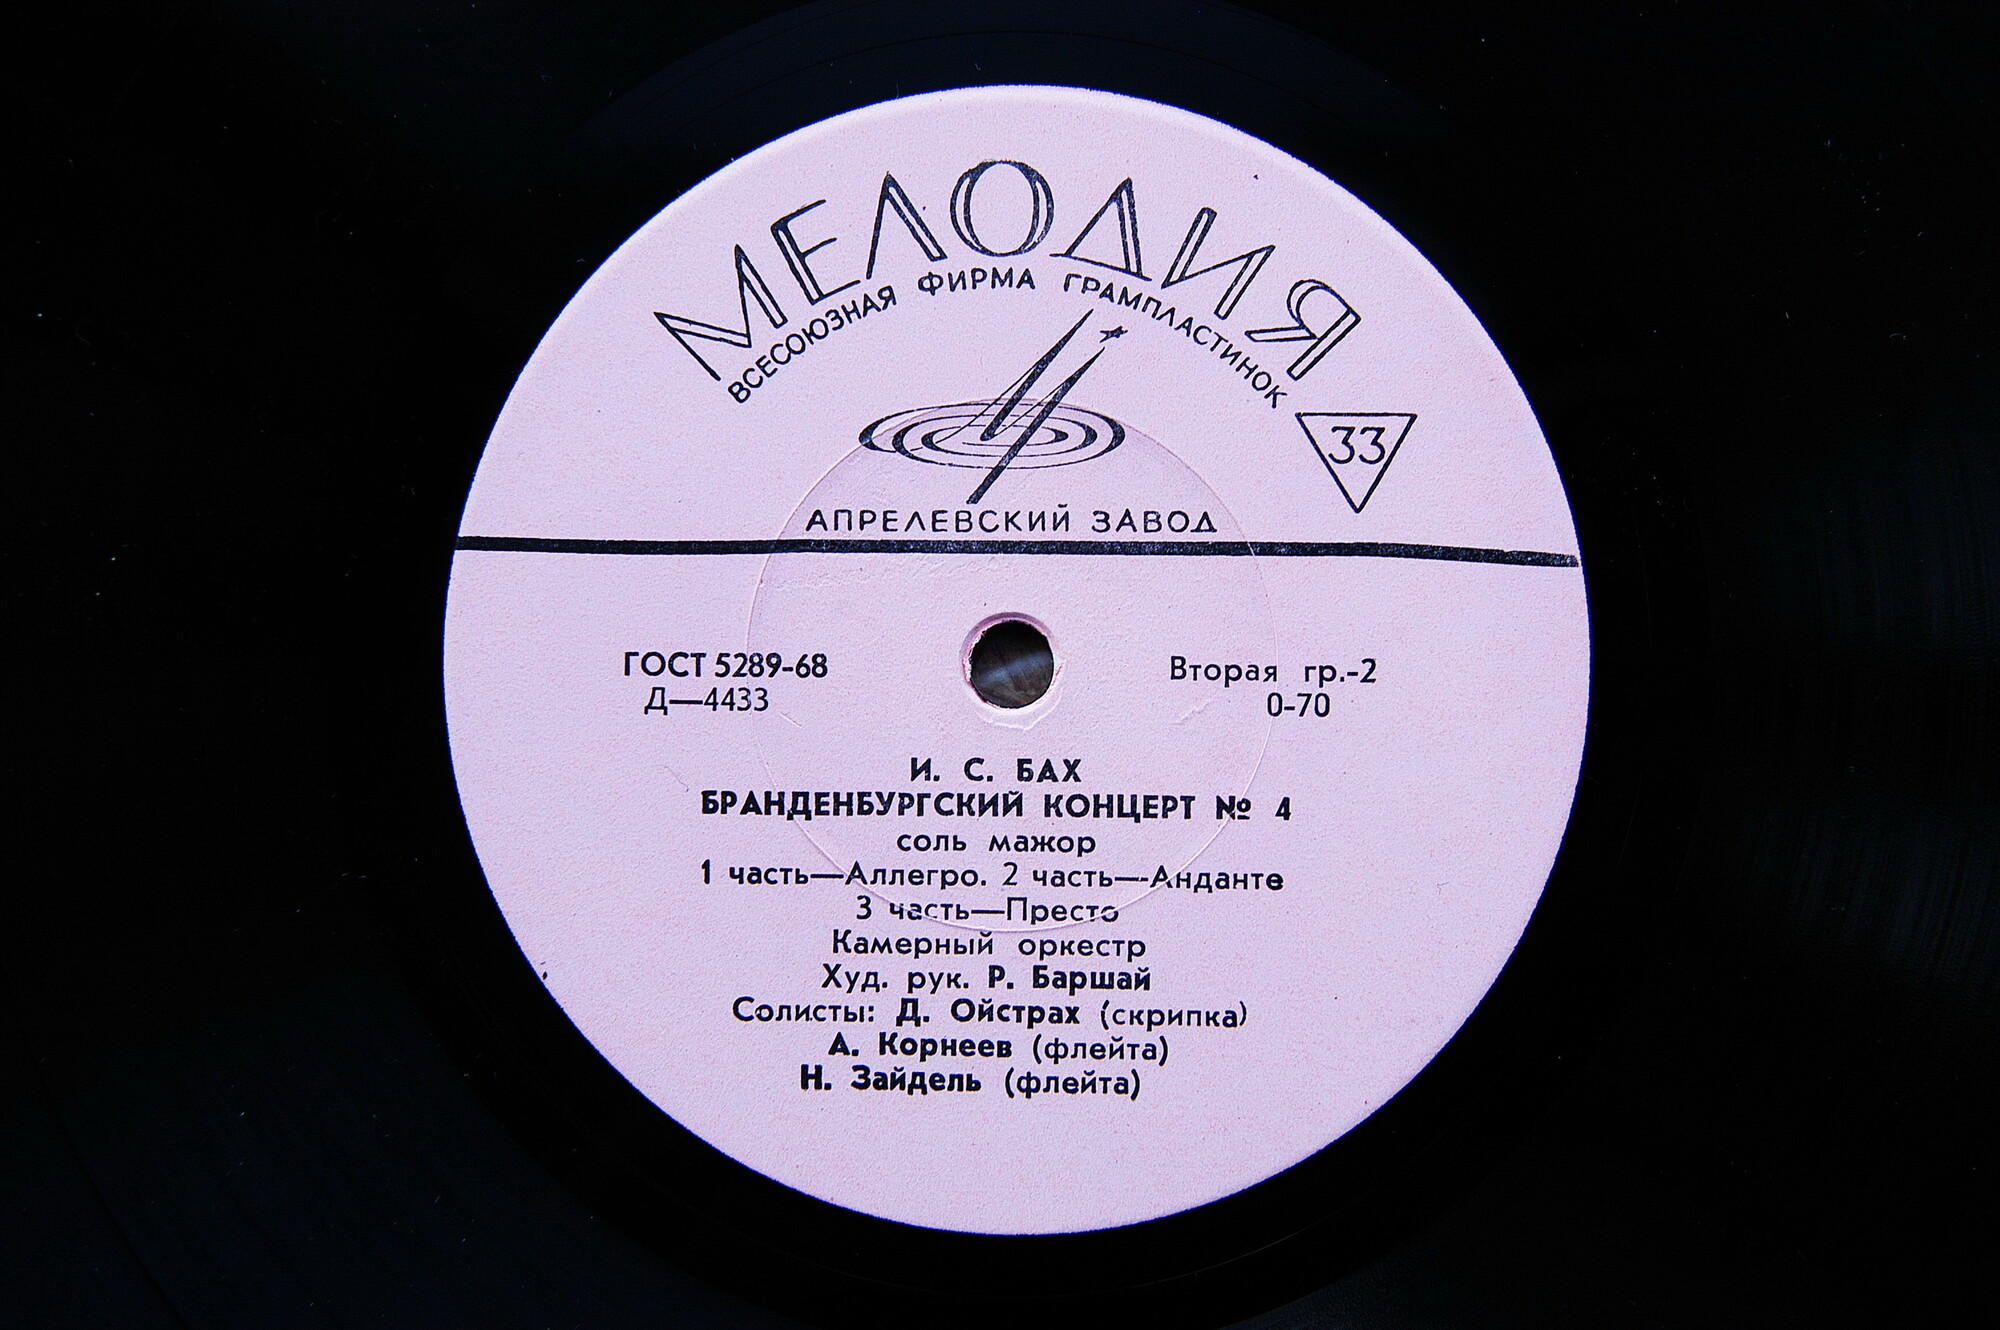 МЕЛОДИЯ
ВСЕСОЮЗНАЯ ФИРМА ГРАМПЛАСТИНОК
33
АПРЕЛЕВСКИЙ ЗАВОД
ГОСТ 5289-68
Д—4433
Вторая гр.-2
0-70
И. С. БАХ
БРАНДЕНБУРГСКИЙ КОНЦЕРТ № 4
соль мажор
1 часть—Аллегро. 2 часть—Анданте
3 часть—Престо
Камерный оркестр
Худ. рук. Р. Баршай
Солисты: Д. Ойстрах (скрипка)
А. Корнеев (флейта)
Н. Зайдель (флейта)